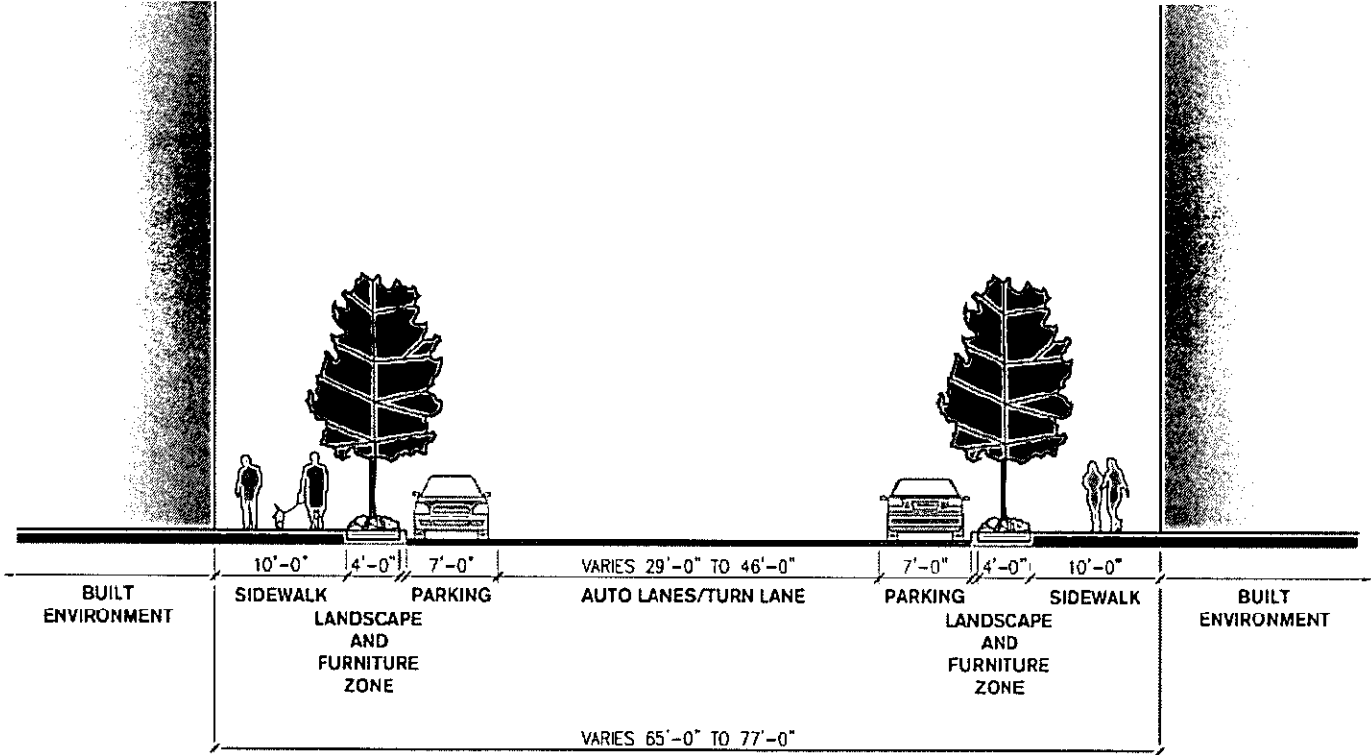 10'-0" 4'-0" 7'-0" VARIES 29'-0" TO 46'-0" 7'-0" 4'-0" 10'-0"
BUILT
ENVIRONMENT
SIDEWALK
LANDSCAPE
AND
FURNITURE
ZONE
PARKING
AUTO LANES/TURN LANE
PARKING
LANDSCAPE
AND
FURNITURE
ZONE
SIDEWALK
BUILT
ENVIRONMENT
VARIES 65'-0" TO 77'-0"